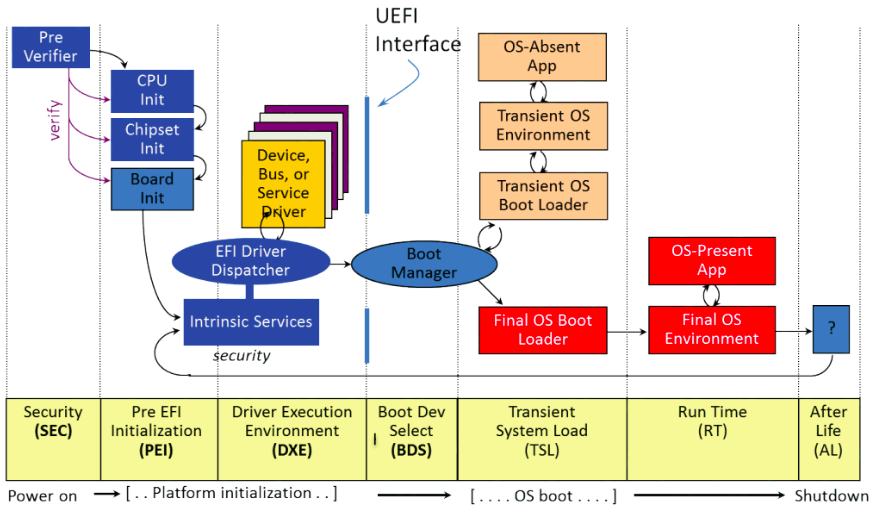 UEFI
Interface
Pre
Verifier
verify
CPU
Init
Chipset
Init
Board
Init
Device,
Bus, or
Service
Driver
EFI Driver
Dispatcher
Intrinsic Services
security
Boot
Manager
OS-Absent
App
Transient OS
Environment
Transient OS
Boot Loader
Final OS Boot
Loader
OS-Present
App
Final OS
Environment
?
Security
(SEC)
Pre EFI
Initialization
(PEI)
Driver Execution
Environment
(DXE)
Boot Dev
Select
(BDS)
Transient
System Load
(TSL)
Run Time
(RT)
After
Life
(AL)
Power on
[ . . Platform initialization . . ]
[ . . . . OS boot . . . . ]
Shutdown